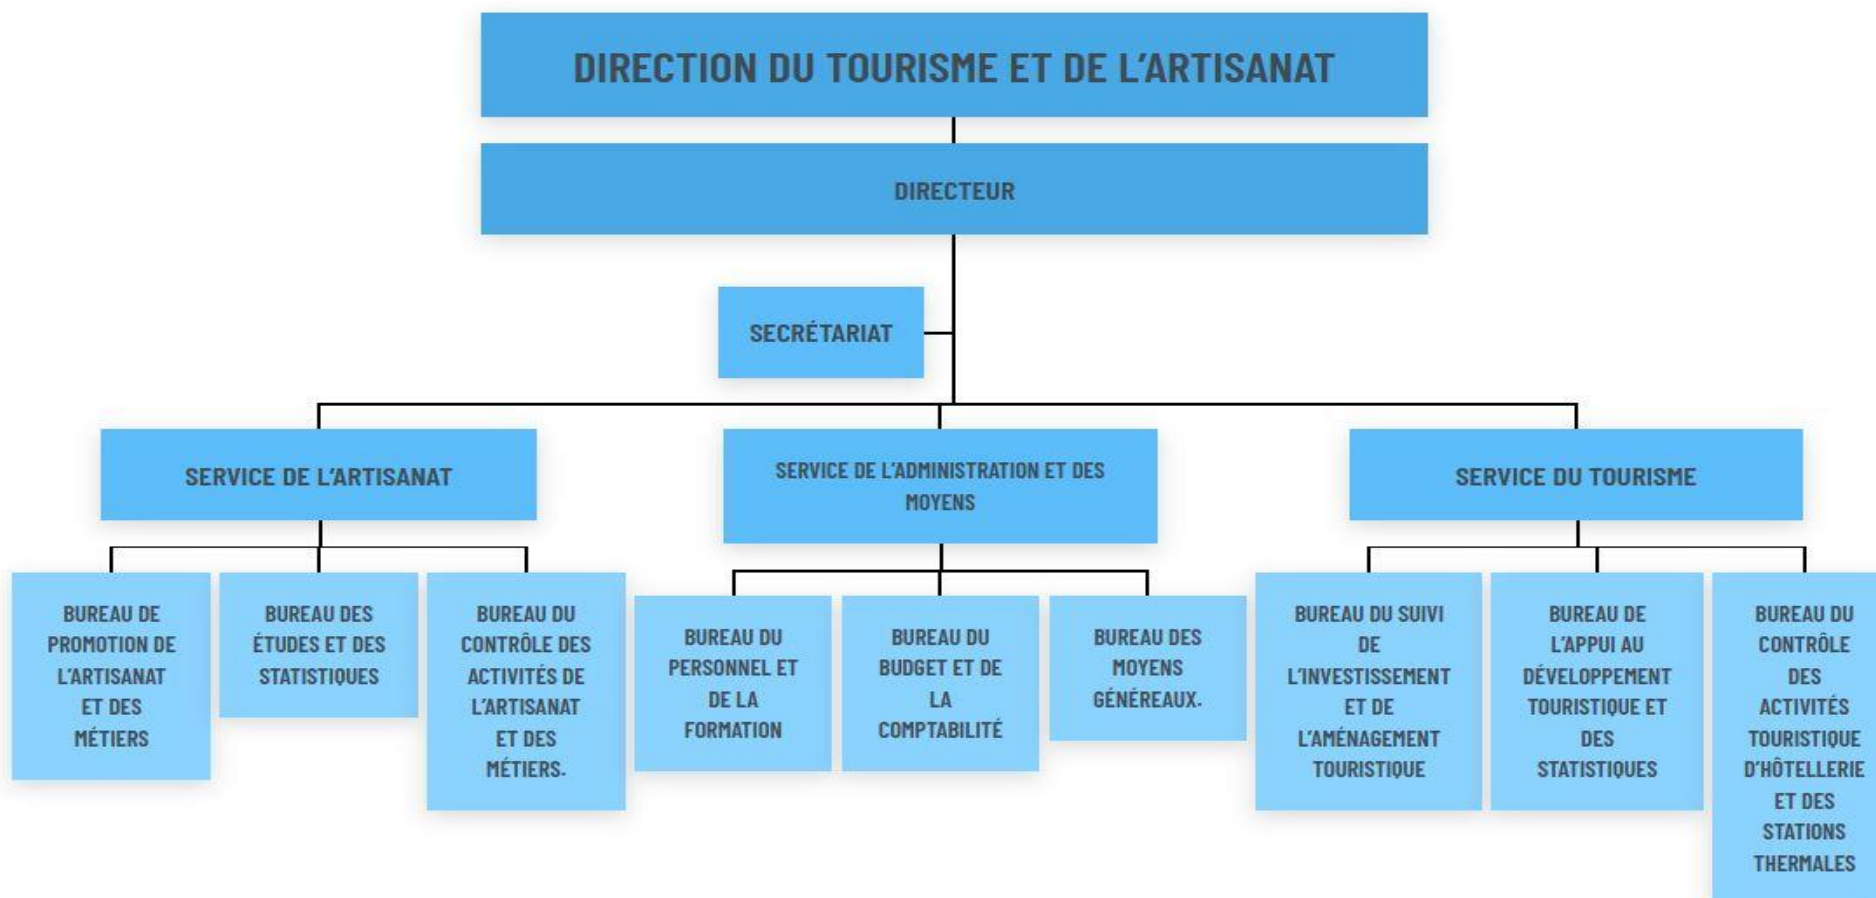 DIRECTION DU TOURISME ET DE L'ARTISANAT
DIRECTEUR
SECRÉTARIAT
SERVICE DE L'ARTISANAT
SERVICE DE L'ADMINISTRATION ET DES
MOYENS
SERVICE DU TOURISME
BUREAU DE
PROMOTION DE
L'ARTISANAT
ET DES
MÉTIERS
BUREAU DES
ÉTUDES ET DES
STATISTIQUES
BUREAU DU
CONTRÔLE DES
ACTIVITÉS DE
L'ARTISANAT
ET DES
MÉTIERS.
BUREAU DU
PERSONNEL ET
DE LA
FORMATION
BUREAU DU
BUDGET ET DE
LA
COMPTABILITÉ
BUREAU DES
MOYENS
GÉNÉREAUX.
BUREAU DU SUIVI
DE
L'INVESTISSEMENT
ET DE
L'AMÉNAGEMENT
TOURISTIQUE
BUREAU DE
L'APPUI AU
DÉVELOPPEMENT
TOURISTIQUE ET
DES
STATISTIQUES
BUREAU DU
CONTRÔLE
DES
ACTIVITÉS
TOURISTIQUE
D'HÔTELLERIE
ET DES
STATIONS
THERMALES